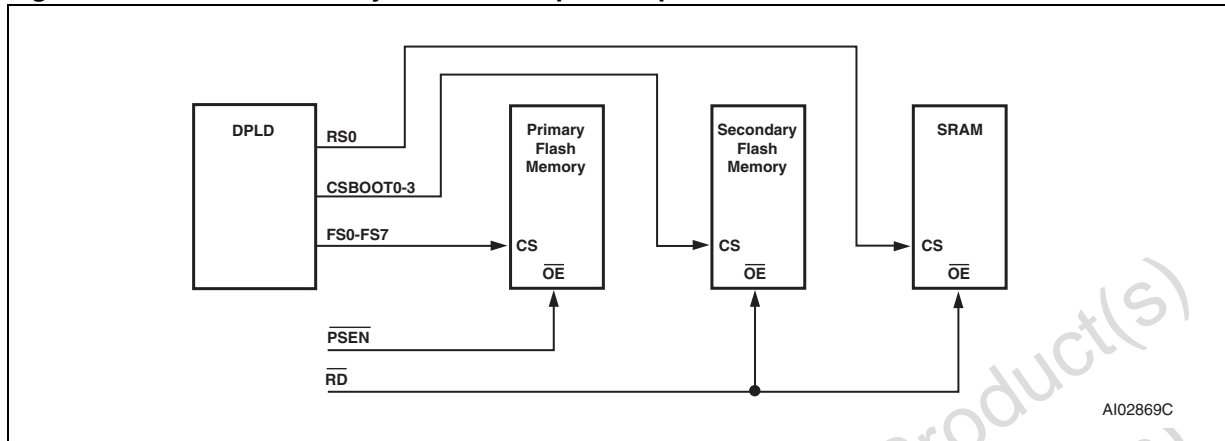 DPLD
RS0
CSBOOT0-3
FS0-FS7
Primary
Flash
Memory
CS
OE
Secondary
Flash
Memory
CS
OE
SRAM
CS
OE
PSEN
RD
AI02869C
Product(s)